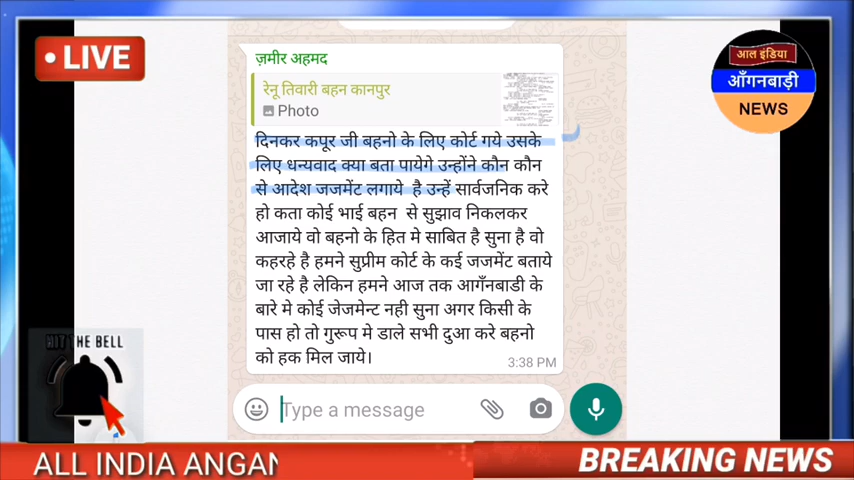 LIVE
आल इंडिया
आँगनबाड़ी
NEWS
ज़मीर अहमद
रेनू तिवारी बहन कानपुर
Photo
दिनकर कपूर जी बहनो के लिए कोर्ट गये उसके
लिए धन्यवाद क्या बता पायेगे उन्होंने कौन कौन
से आदेश जजमेंट लगाये है उन्हें सार्वजनिक करे
हो कता कोई भाई बहन से सुझाव निकलकर
आजाये वो बहनो के हित मे साबित है सुना है वो
कहरहे है हमने सुप्रीम कोर्ट के कई जजमेंट बताये
जा रहे है लेकिन हमने आज तक आगँनबाडी के
बारे मे कोई जेजमेन्ट नही सुना अगर किसी के
पास हो तो गुरूप मे डाले सभी दुआ करे बहनो
को हक मिल जाये।
3:38 PM
Type a message
HIT THE BELL
ALL INDIA ANGAN
BREAKING NEWS